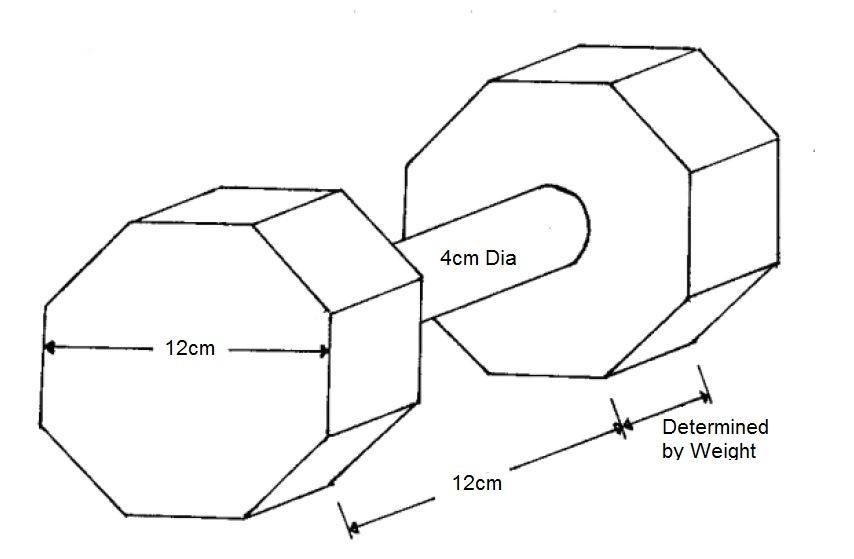 4cm Dia
12cm
Determined
by Weight
12cm